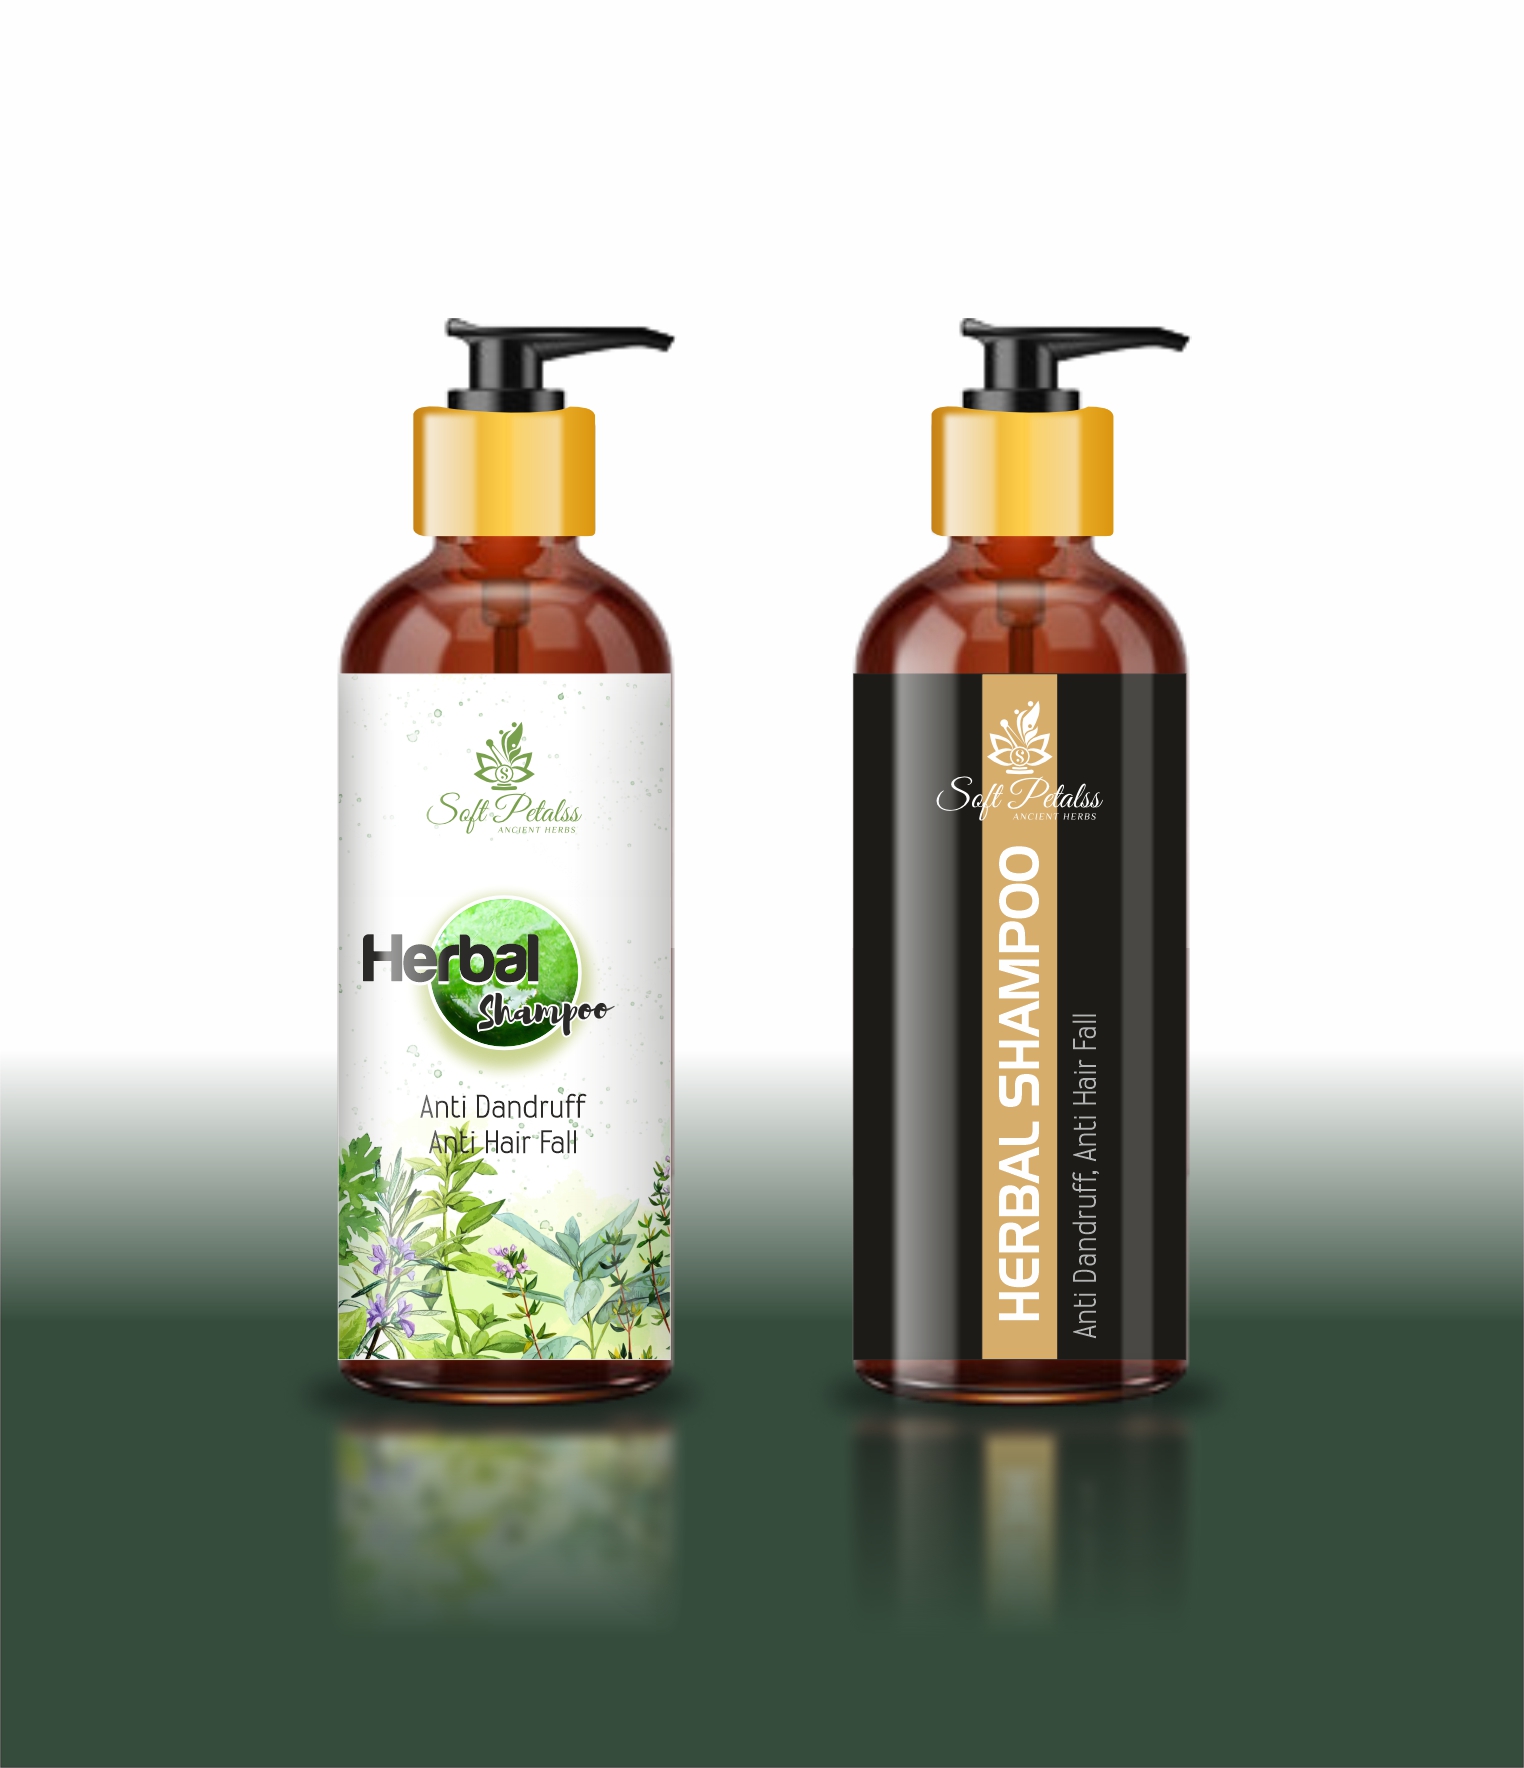 S
Soft Petalss
ANCIENT HERBS
Herbal
Shampoo
Anti Dandruff
Anti Hair Fall
S
Soft Petalss
ANCIENT HERBS
HERBAL SHAMPOO
Anti Dandruff, Anti Hair Fall